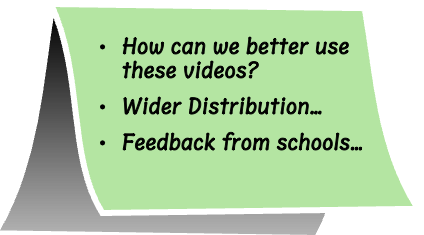 • How can we better use
these videos?
• Wider Distribution...
• Feedback from schools...